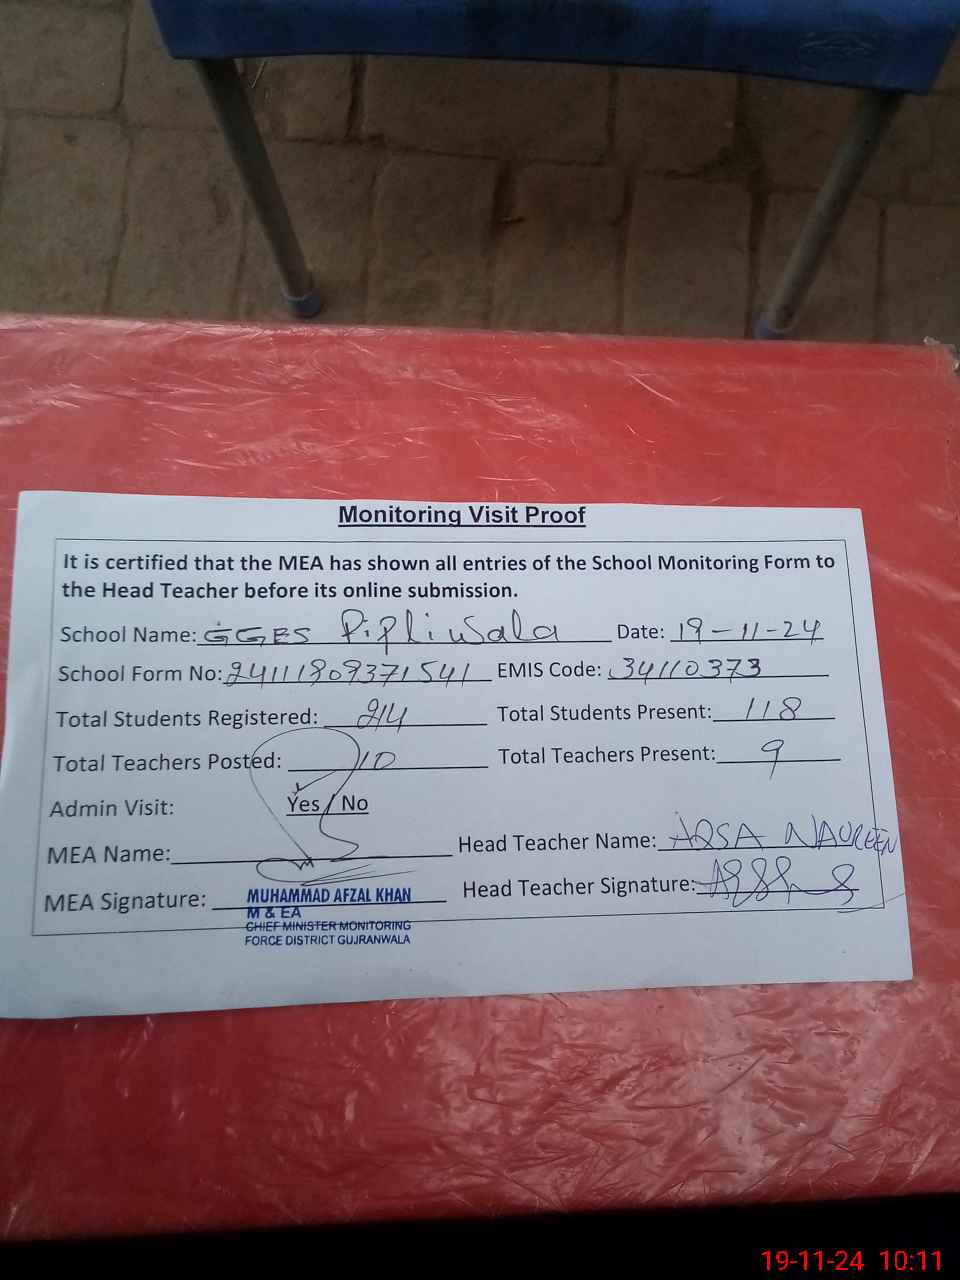 Monitoring Visit Proof
It is certified that the MEA has shown all entries of the School Monitoring Form to
the Head Teacher before its online submission.
School Name: GGES Pipliwala Date: 19-11-24
School Form No: 24111909371541 EMIS Code: 34110373
Total Students Registered: 214 Total Students Present: 118
Total Teachers Posted: 10 Total Teachers Present: 9
Admin Visit: Yes / No
MEA Name: Head Teacher Name: AQSA NAUREEN
MEA Signature: Head Teacher Signature:
MUHAMMAD AFZAL KHAN
M & EA
CHIEF MINISTER MONITORING
FORCE DISTRICT GUJRANWALA
19-11-24 10:11